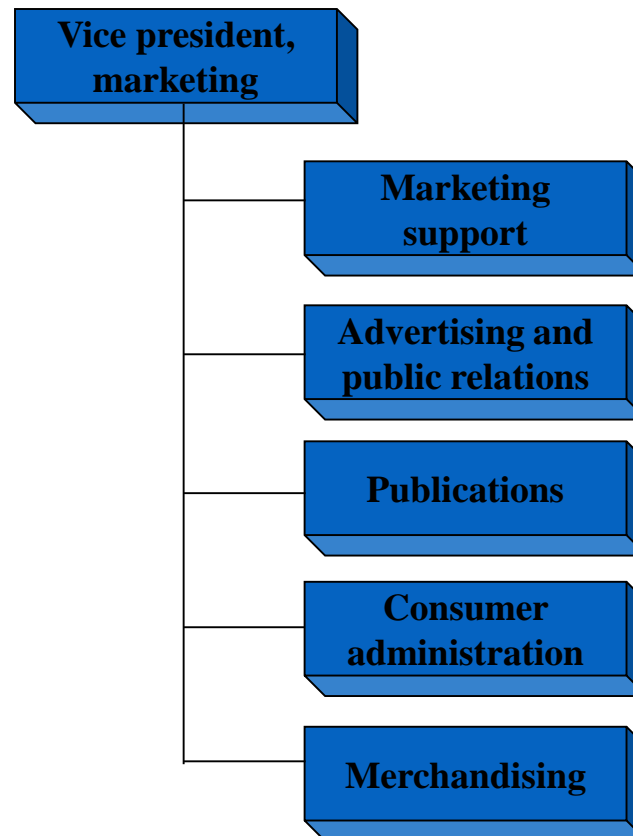 Vice president,
marketing
Marketing
support
Advertising and
public relations
Publications
Consumer
administration
Merchandising